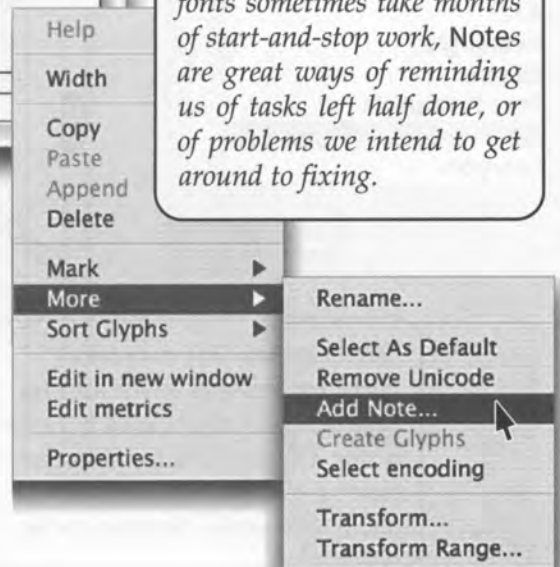 fonts sometimes take months
of start-and-stop work, Notes
are great ways of reminding
us of tasks left half done, or
of problems we intend to get
around to fixing.
Help
Width
Copy
Paste
Append
Delete
Mark
More
Sort Glyphs
Edit in new window
Edit metrics
Properties...
Rename...
Select As Default
Remove Unicode
Add Note...
Create Glyphs
Select encoding
Transform...
Transform Range...